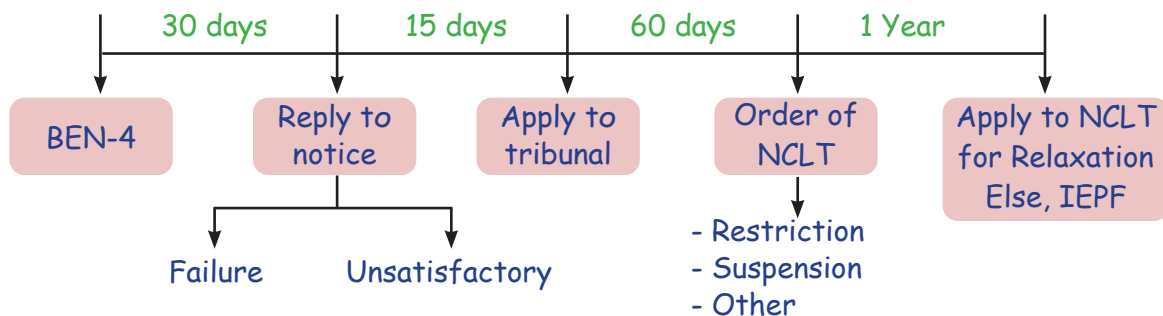 30 days
15 days
60 days
1 Year
BEN-4
Reply to
notice
Apply to
tribunal
Order of
NCLT
Apply to NCLT
for Relaxation
Else, IEPF
Failure
Unsatisfactory
- Restriction
- Suspension
- Other